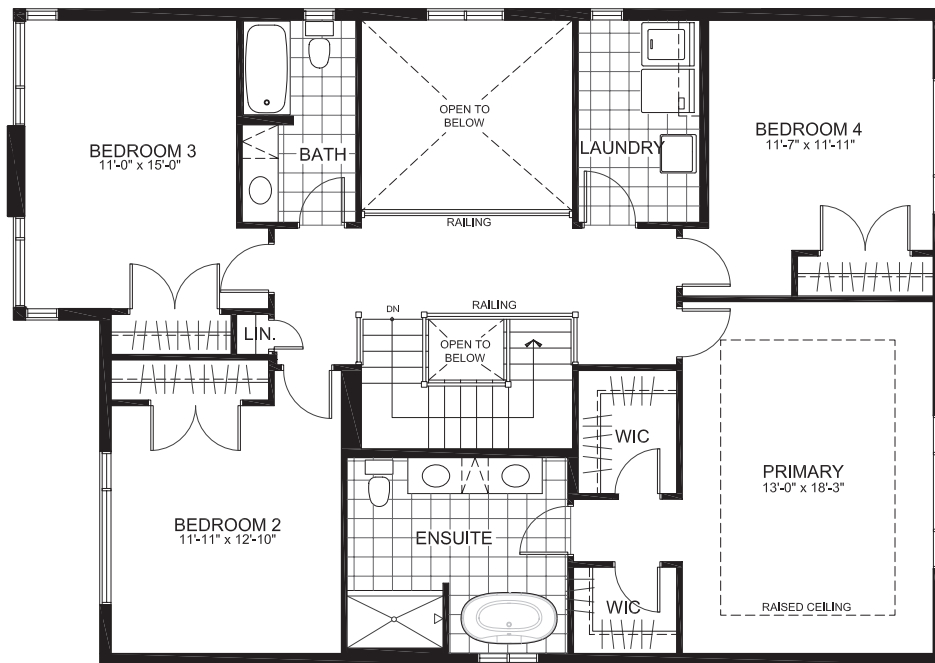 BEDROOM 3
11'-0" x 15'-0"
BATH
OPEN TO
BELOW
LAUNDRY
BEDROOM 4
11'-7" x 11'-11"
RAILING
DN
RAILING
LIN.
OPEN TO
BELOW
WIC
PRIMARY
13'-0" x 18'-3"
BEDROOM 2
11'-11" x 12'-10"
ENSUITE
WIC
RAISED CEILING